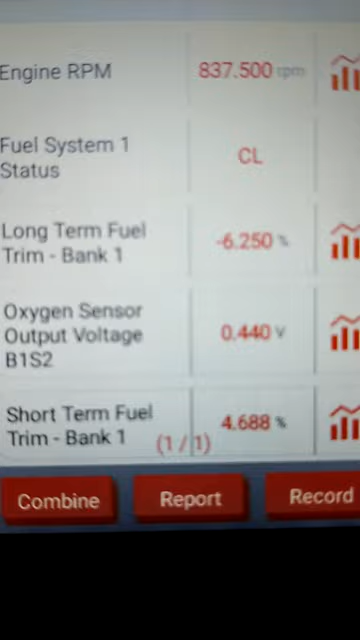 Engine RPM 837.500 rpm
Fuel System 1
Status CL
Long Term Fuel
Trim - Bank 1 -6.250 %
Oxygen Sensor
Output Voltage 0.440 V
B1S2
Short Term Fuel
Trim - Bank 1 4.688 %
(1 / 1)
Combine Report Record